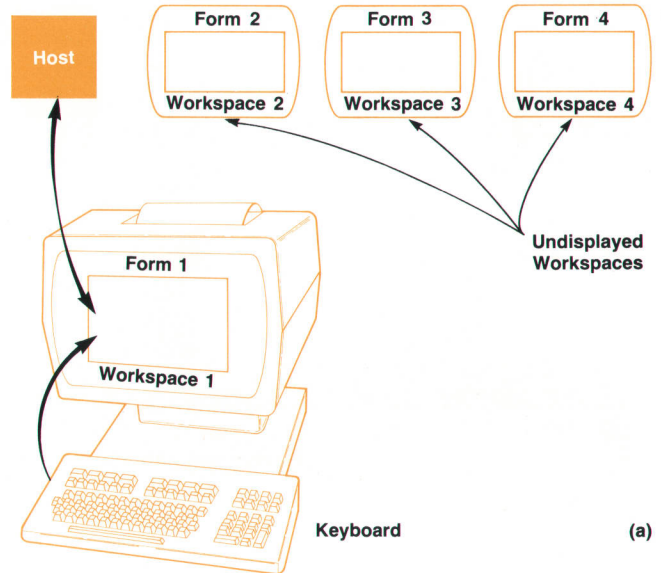 Host
Form 2
Workspace 2
Form 3
Workspace 3
Form 4
Workspace 4
Undisplayed
Workspaces
Form 1
Workspace 1
Keyboard
(a)